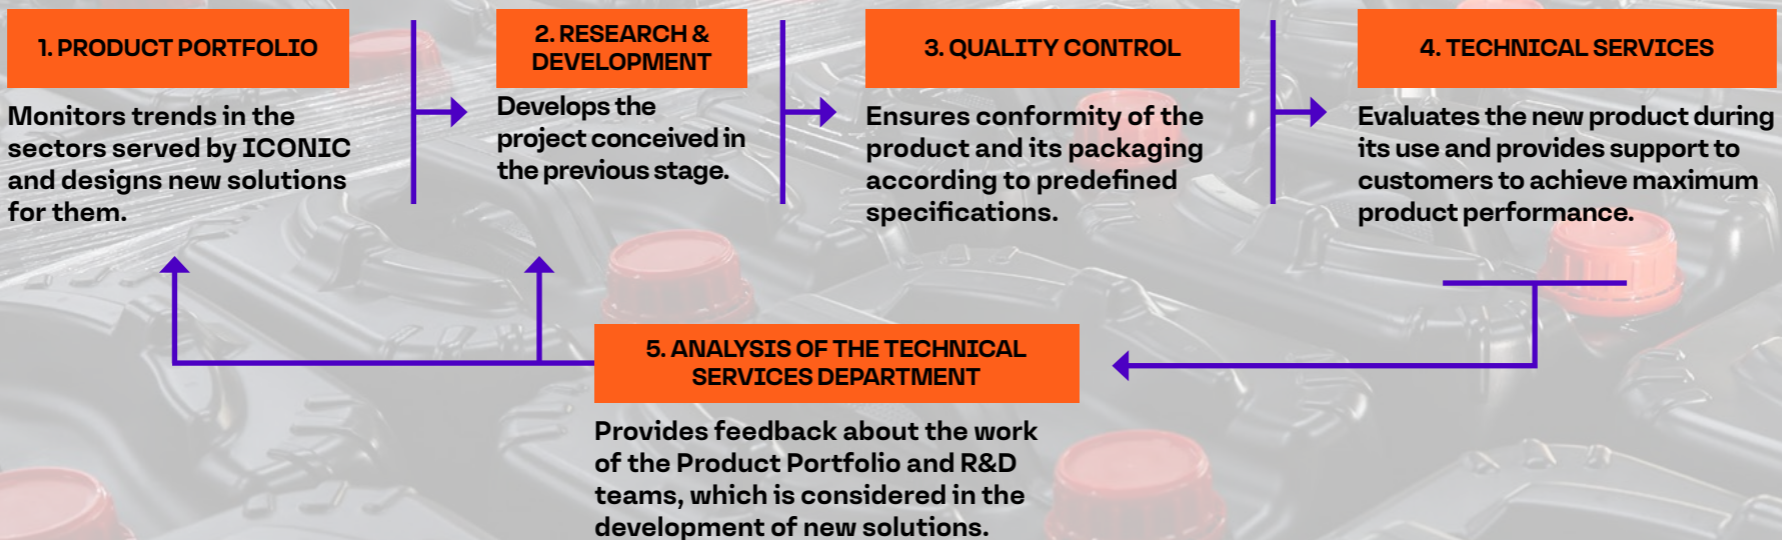 1. PRODUCT PORTFOLIO
Monitors trends in the
sectors served by ICONIC
and designs new solutions
for them.
2. RESEARCH &
DEVELOPMENT
Develops the
project conceived in
the previous stage.
3. QUALITY CONTROL
Ensures conformity of the
product and its packaging
according to predefined
specifications.
4. TECHNICAL SERVICES
Evaluates the new product during
its use and provides support to
customers to achieve maximum
product performance.
5. ANALYSIS OF THE TECHNICAL
SERVICES DEPARTMENT
Provides feedback about the work
of the Product Portfolio and R&D
teams, which is considered in the
development of new solutions.